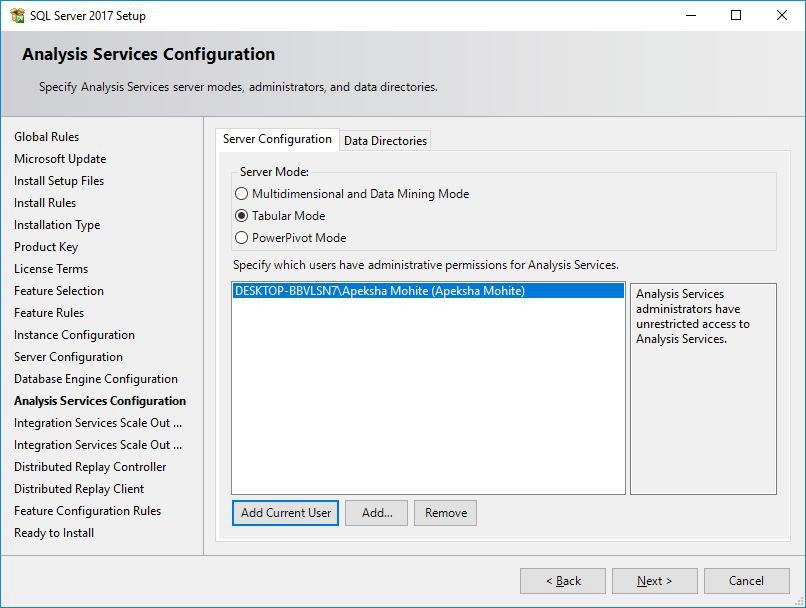 SQL Server 2017 Setup
Analysis Services Configuration
Specify Analysis Services server modes, administrators, and data directories.
Global Rules
Microsoft Update
Install Setup Files
Install Rules
Installation Type
Product Key
License Terms
Feature Selection
Feature Rules
Instance Configuration
Server Configuration
Database Engine Configuration
Analysis Services Configuration
Integration Services Scale Out ...
Integration Services Scale Out ...
Distributed Replay Controller
Distributed Replay Client
Feature Configuration Rules
Ready to Install
Server Configuration Data Directories
Server Mode:
Multidimensional and Data Mining Mode
Tabular Mode
PowerPivot Mode
Specify which users have administrative permissions for Analysis Services.
DESKTOP-BBVLSN7\Apeksha Mohite (Apeksha Mohite)
Analysis Services
administrators have
unrestricted access to
Analysis Services.
Add Current User Add... Remove
< Back Next > Cancel